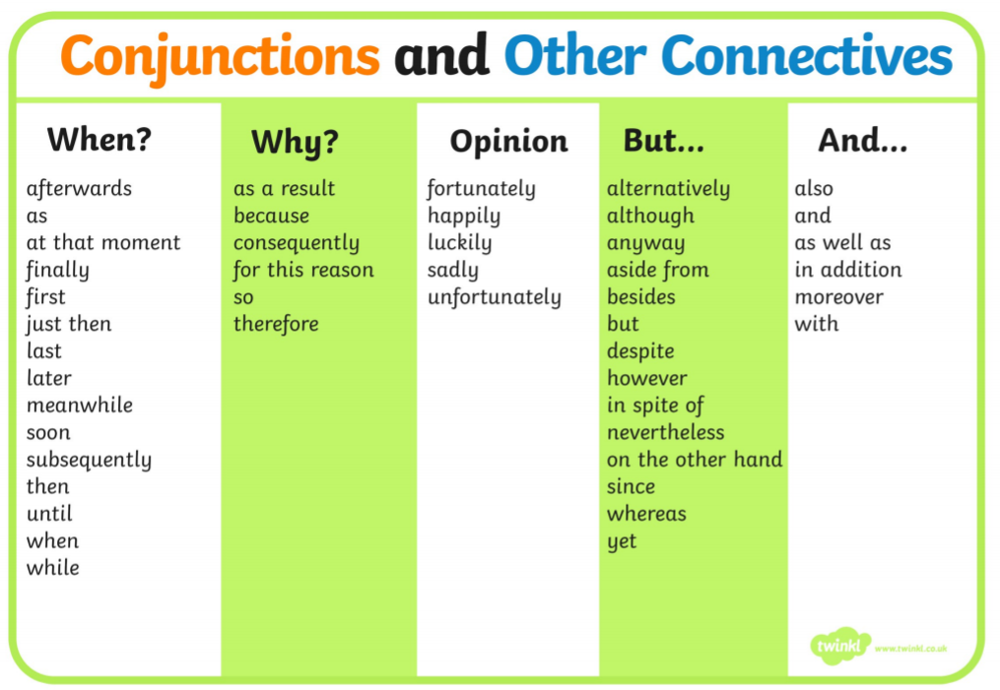 Conjunctions and Other Connectives
When?
afterwards
as
at that moment
finally
first
just then
last
later
meanwhile
soon
subsequently
then
until
when
while
Why?
as a result
because
consequently
for this reason
so
therefore
Opinion
fortunately
happily
luckily
sadly
unfortunately
But...
alternatively
although
anyway
aside from
besides
but
despite
however
in spite of
nevertheless
on the other hand
since
whereas
yet
And...
also
and
as well as
in addition
moreover
with
twinkl www.twinkl.co.uk